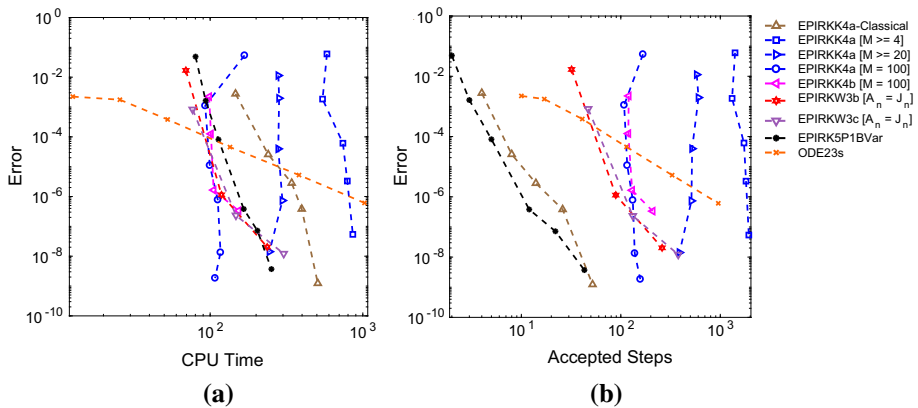 10^0
10^-2
10^-4
10^-6
10^-8
10^-10
Error
10^2
10^3
CPU Time
(a)
10^0
10^-2
10^-4
10^-6
10^-8
10^-10
Error
10^1
10^2
10^3
Accepted Steps
(b)
EPIRKK4a-Classical
EPIRKK4a [M >= 4]
EPIRKK4a [M >= 20]
EPIRKK4a [M = 100]
EPIRKK4b [M = 100]
EPIRKW3b [A_n = J_n]
EPIRKW3c [A_n = J_n]
EPIRK5P1BVar
ODE23s